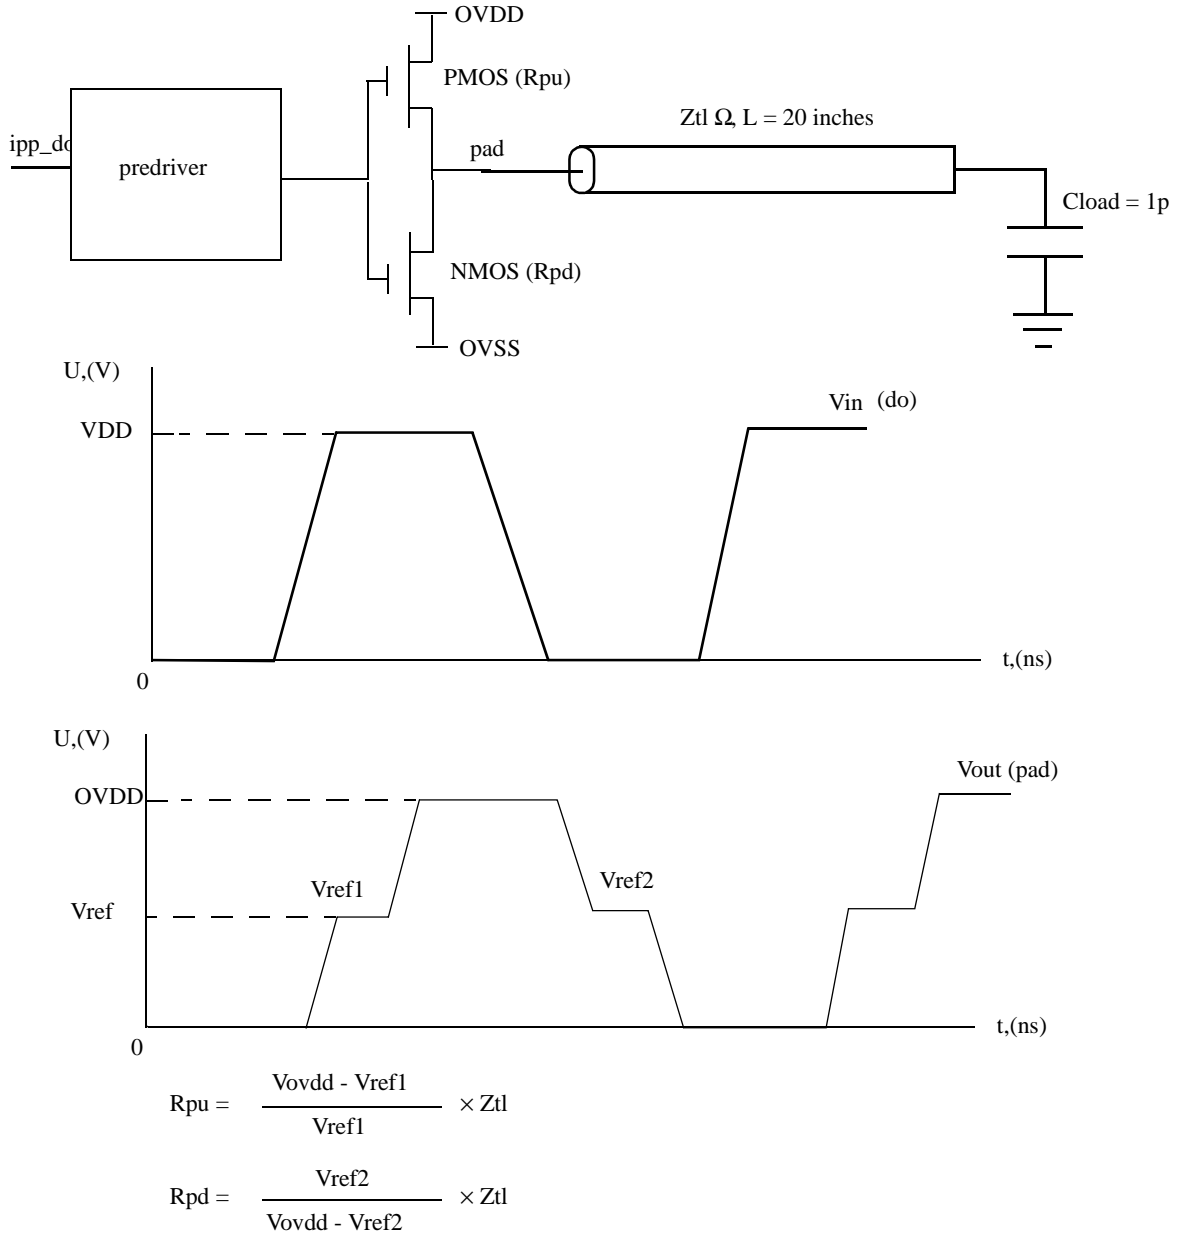 OVDD
PMOS (Rpu)
Ztl Ω, L = 20 inches
ipp_do
predriver
pad
Cload = 1p
NMOS (Rpd)
OVSS
U,(V)
VDD
Vin (do)
t,(ns)
0
U,(V)
Vout (pad)
OVDD
Vref1
Vref2
Vref
t,(ns)
0
Rpu = Vovdd - Vref1 × Ztl
Vref1
Rpd = Vref2 × Ztl
Vovdd - Vref2